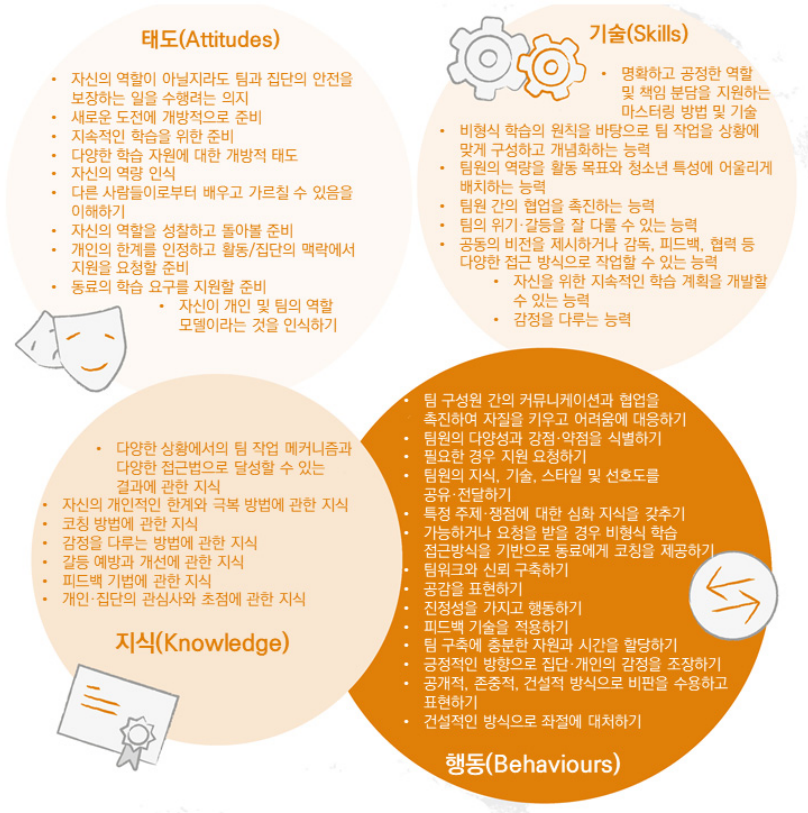 태도(Attitudes)
• 자신의 역할이 아닐지라도 팀과 집단의 안전을
보장하는 일을 수행려는 의지
• 새로운 도전에 개방적으로 준비
• 지속적인 학습을 위한 준비
• 다양한 학습 자원에 대한 개방적 태도
• 자신의 역량 인식
• 다른 사람들이로부터 배우고 가르칠 수 있음을
이해하기
• 자신의 역할을 성찰하고 돌아볼 준비
• 개인의 한계를 인정하고 활동/집단의 맥락에서
지원을 요청할 준비
• 동료의 학습 요구를 지원할 준비
• 자신이 개인 및 팀의 역할
모델이라는 것을 인식하기
기술(Skills)
• 명확하고 공정한 역할
및 책임 분담을 지원하는
마스터링 방법 및 기술
• 비형식 학습의 원칙을 바탕으로 팀 작업을 상황에
맞게 구성하고 개념화하는 능력
• 팀원의 역량을 활동 목표와 청소년 특성에 어울리게
배치하는 능력
• 팀원 간의 협업을 촉진하는 능력
• 팀의 위기·갈등을 잘 다룰 수 있는 능력
• 공동의 비전을 제시하거나 감독, 피드백, 협력 등
다양한 접근 방식으로 작업할 수 있는 능력
• 자신을 위한 지속적인 학습 계획을 개발할
수 있는 능력
• 감정을 다루는 능력
• 다양한 상황에서의 팀 작업 메커니즘과
다양한 접근법으로 달성할 수 있는
결과에 관한 지식
• 자신의 개인적인 한계와 극복 방법에 관한 지식
• 코칭 방법에 관한 지식
• 감정을 다루는 방법에 관한 지식
• 갈등 예방과 개선에 관한 지식
• 피드백 기법에 관한 지식
• 개인·집단의 관심사와 초점에 관한 지식
지식(Knowledge)
• 팀 구성원 간의 커뮤니케이션과 협업을
촉진하여 자질을 키우고 어려움에 대응하기
• 팀원의 다양성과 강점·약점을 식별하기
• 필요한 경우 지원 요청하기
• 팀원의 지식, 기술, 스타일 및 선호도를
공유·전달하기
• 특정 주제·쟁점에 대한 심화 지식을 갖추기
• 가능하거나 요청을 받을 경우 비형식 학습
접근방식을 기반으로 동료에게 코칭을 제공하기
• 팀워크와 신뢰 구축하기
• 공감을 표현하기
• 진정성을 가지고 행동하기
• 피드백 기술을 적용하기
• 팀 구축에 충분한 자원과 시간을 할당하기
• 긍정적인 방향으로 집단·개인의 감정을 조장하기
• 공개적, 존중적, 건설적 방식으로 비판을 수용하고
표현하기
• 건설적인 방식으로 좌절에 대처하기
행동(Behaviours)